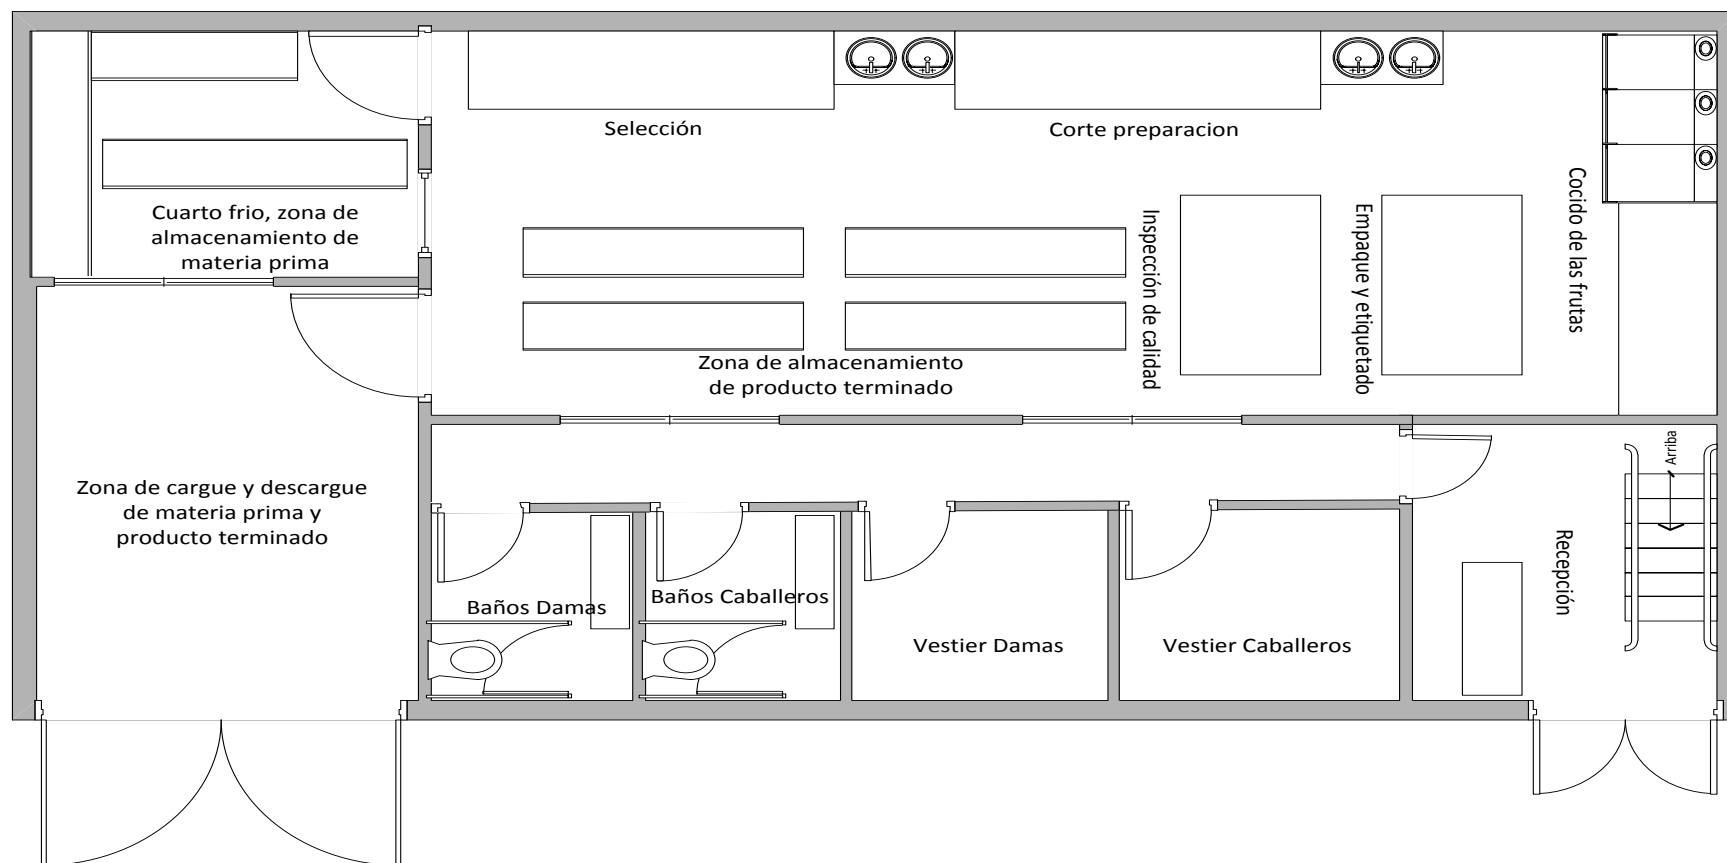 Selección
Corte preparacion
Cuarto frio, zona de
almacenamiento de
materia prima
Inspección de calidad
Empaque y etiquetado
Cocido de las frutas
Zona de almacenamiento
de producto terminado
Zona de cargue y descargue
de materia prima y
producto terminado
Arriba
Baños Damas
Baños Caballeros
Vestier Damas
Vestier Caballeros
Recepción